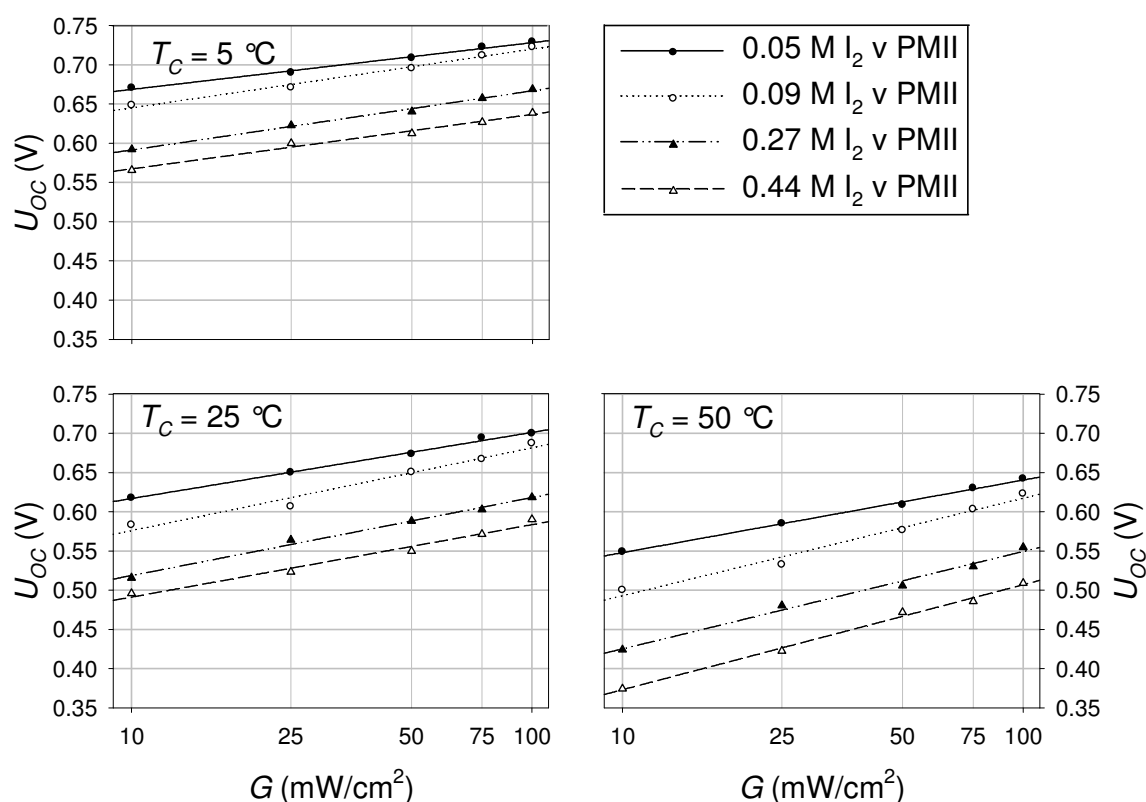 0.75
0.70
0.65
0.60
0.55
0.50
0.45
0.40
0.35
U_OC (V)
T_C = 5 °C
0.05 M I₂ v PMII
0.09 M I₂ v PMII
0.27 M I₂ v PMII
0.44 M I₂ v PMII
0.75
0.70
0.65
0.60
0.55
0.50
0.45
0.40
0.35
U_OC (V)
T_C = 25 °C
10 25 50 75 100
G (mW/cm²)
T_C = 50 °C
0.75
0.70
0.65
0.60
0.55
0.50
0.45
0.40
0.35
U_OC (V)
10 25 50 75 100
G (mW/cm²)